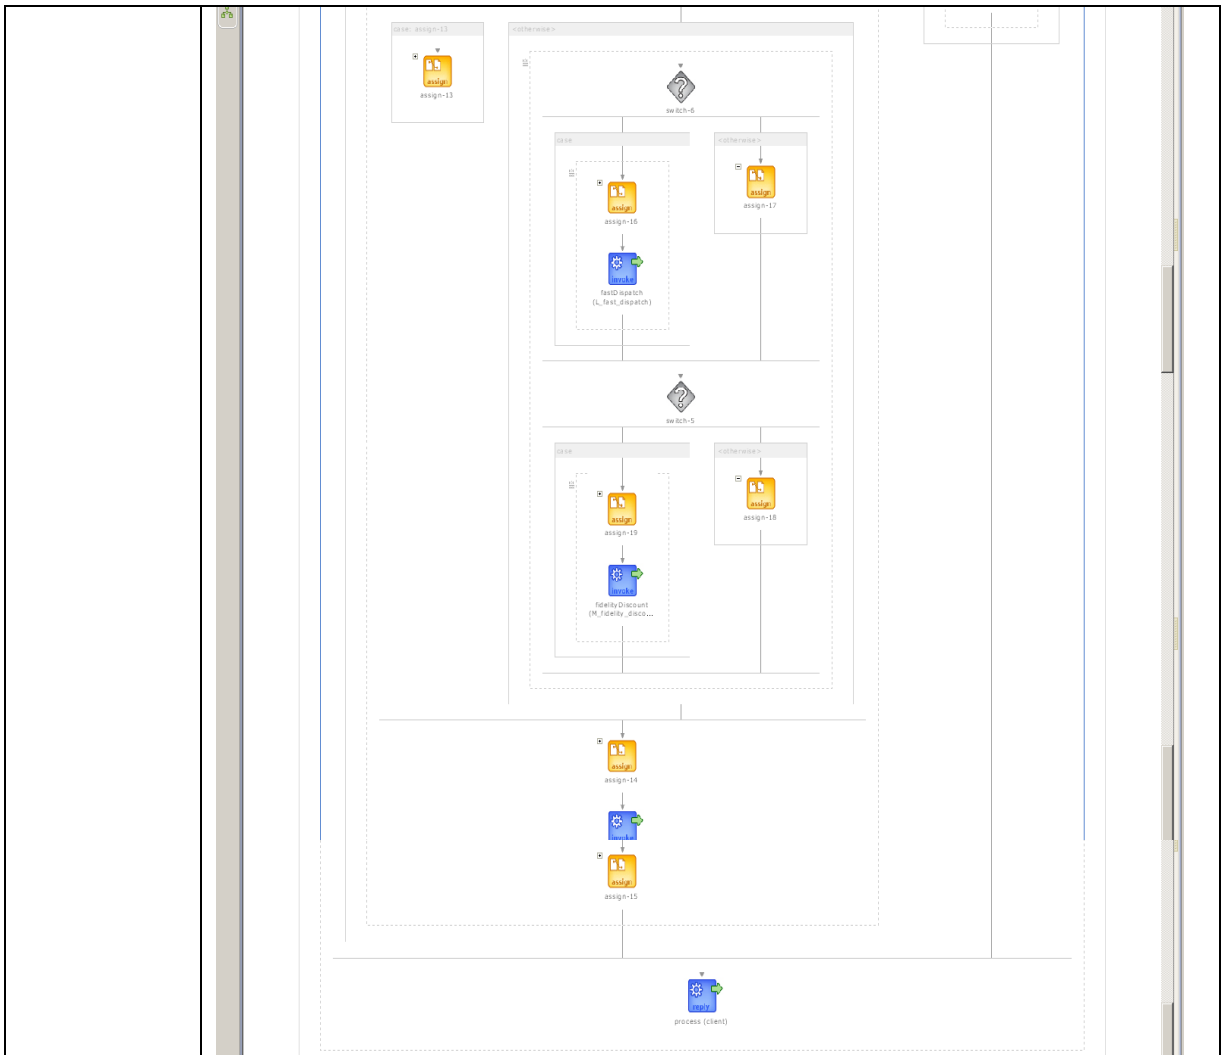 case: assign-13
<otherwise>
assign
assign-13
switch-6
case
<otherwise>
assign
assign-16
assign
assign-17
invoke
fastDispatch
(L_fast_dispatch)
switch-5
case
<otherwise>
assign
assign-19
assign
assign-18
invoke
fidelityDiscount
(M_fidelity_disco...
assign
assign-14
invoke
assign
assign-15
reply
process (client)